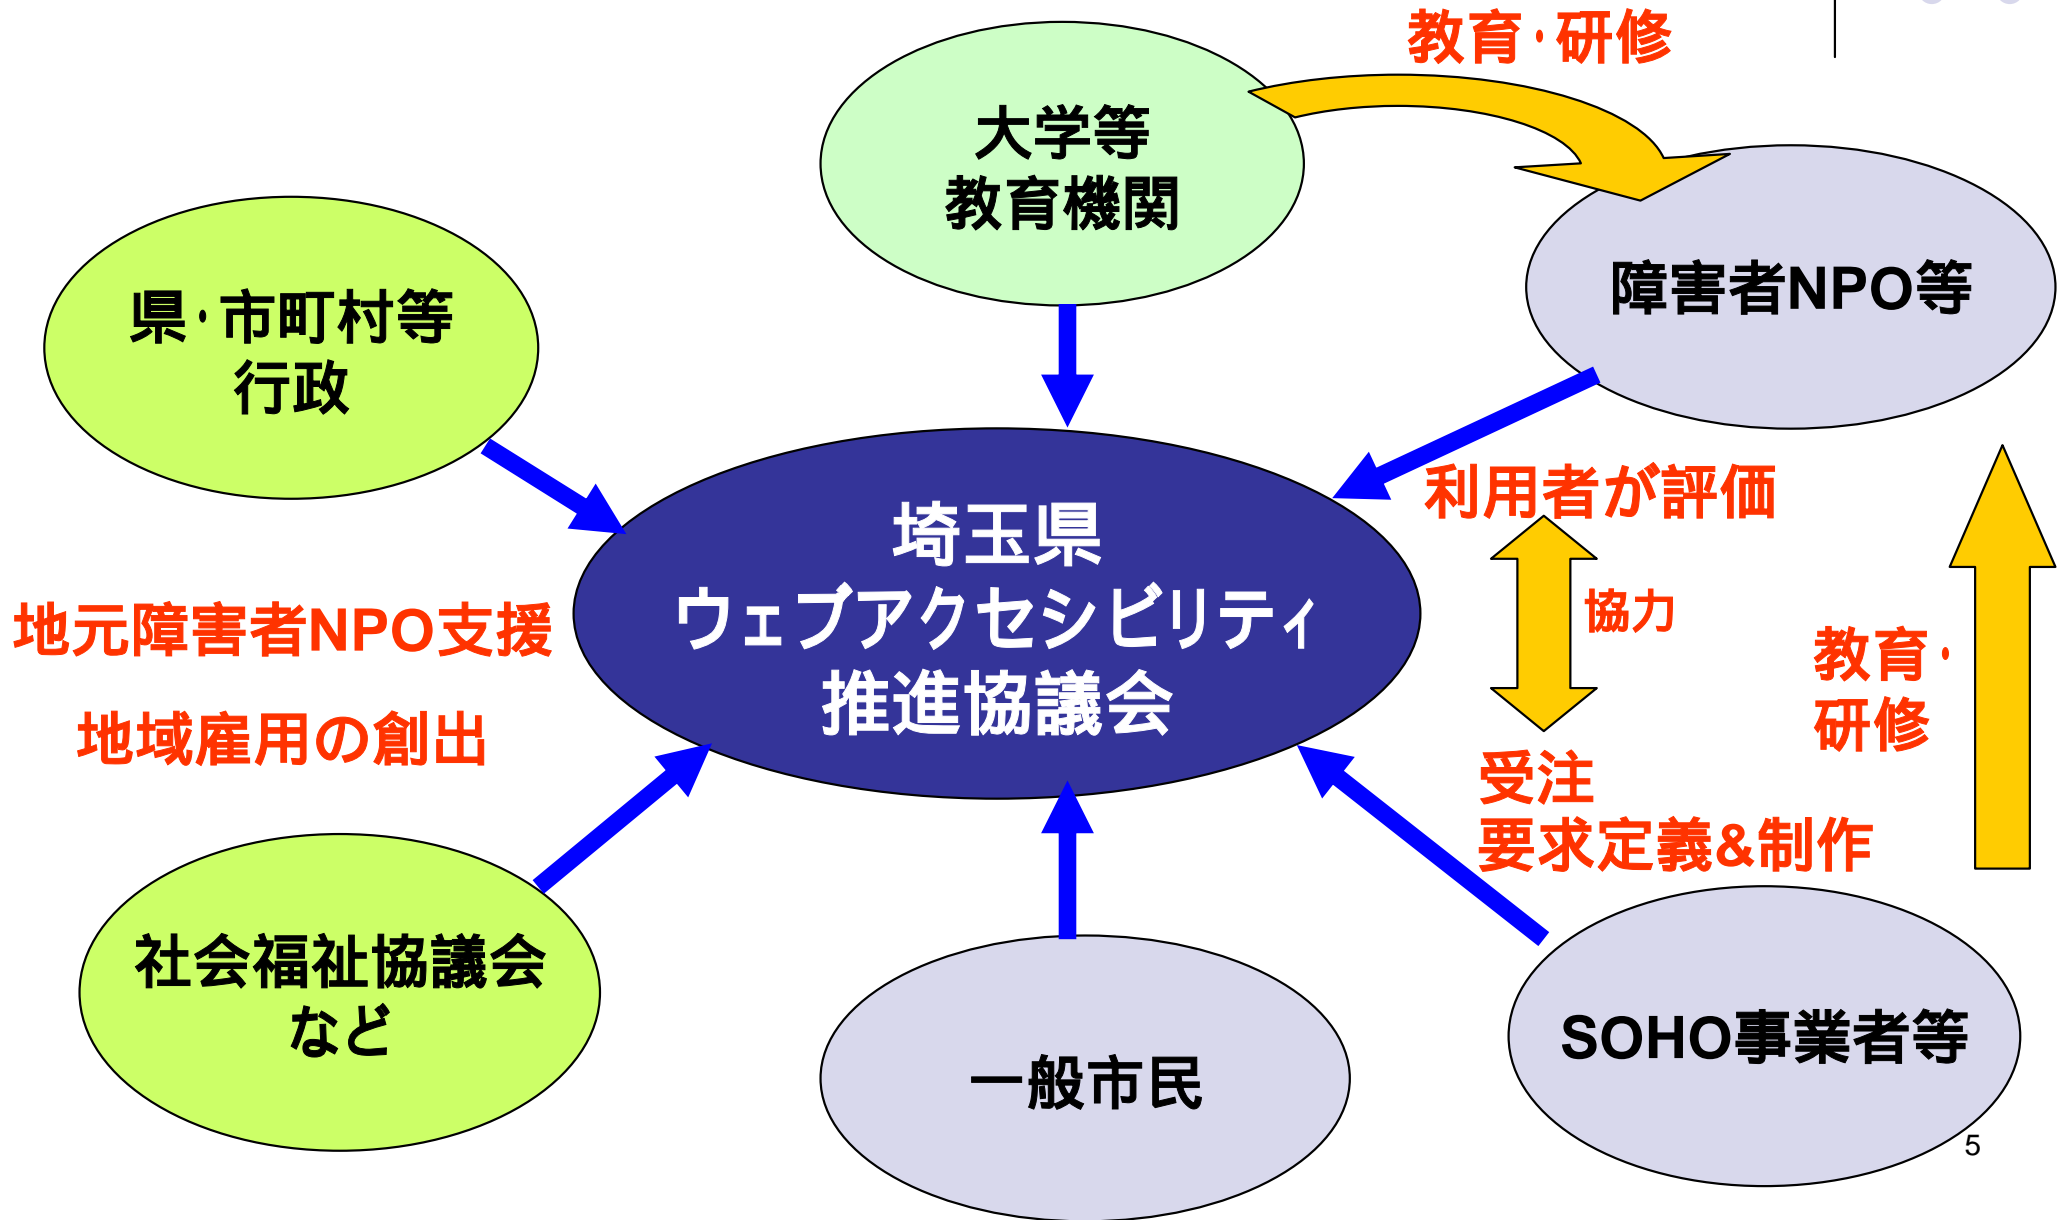 教育･研修
大学等
教育機関
障害者NPO等
県･市町村等
行政
利用者が評価
埼玉県
ウェブアクセシビリティ
推進協議会
協力
地元障害者NPO支援
地域雇用の創出
教育･
研修
受注
要求定義&制作
社会福祉協議会
など
一般市民
SOHO事業者等
5